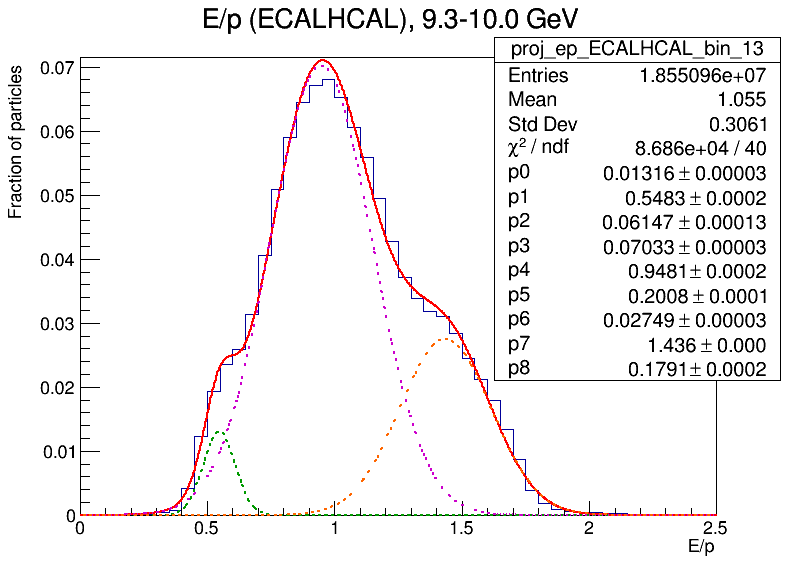 E/p (ECALHCAL), 9.3-10.0 GeV
proj_ep_ECALHCAL_bin_13
Entries 1.855096e+07
Mean 1.055
Std Dev 0.3061
χ² / ndf 8.686e+04 / 40
p0 0.01316 ± 0.00003
p1 0.5483 ± 0.0002
p2 0.06147 ± 0.00013
p3 0.07033 ± 0.00003
p4 0.9481 ± 0.0002
p5 0.2008 ± 0.0001
p6 0.02749 ± 0.00003
p7 1.436 ± 0.000
p8 0.1791 ± 0.0002
Fraction of particles
0.07
0.06
0.05
0.04
0.03
0.02
0.01
0
0 0.5 1 1.5 2 2.5
E/p